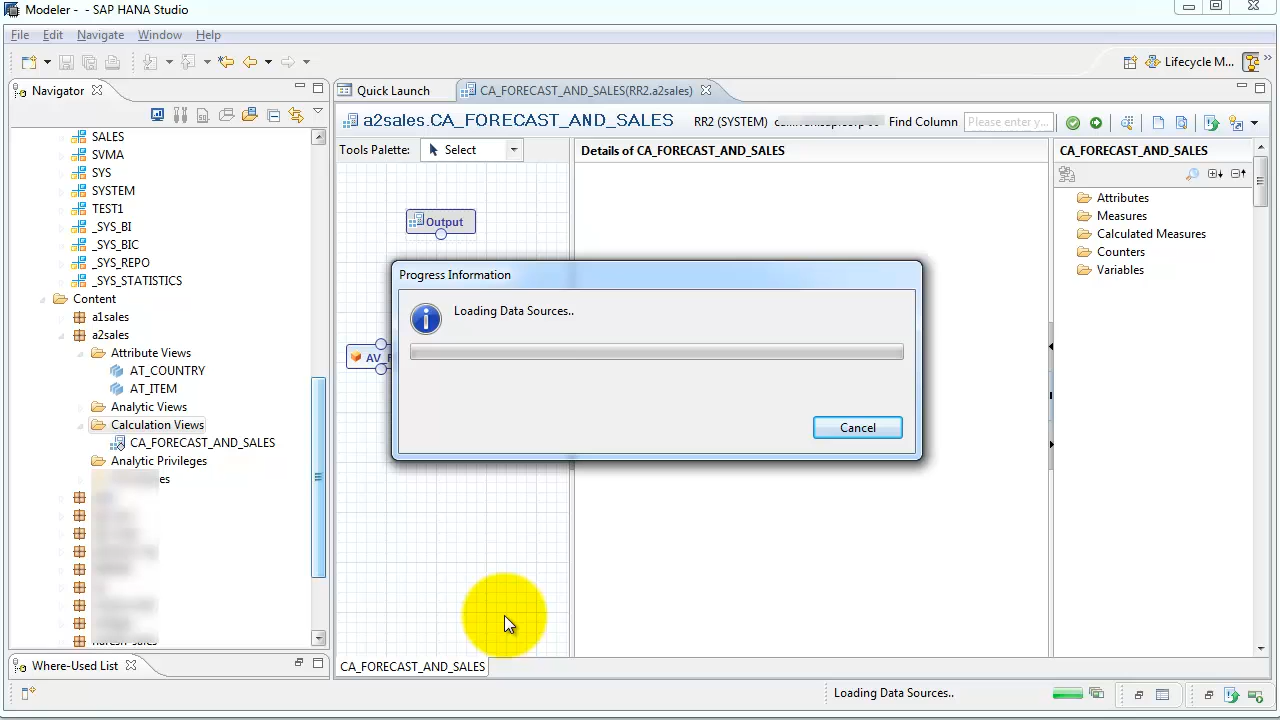 Modeler - - SAP HANA Studio
File Edit Navigate Window Help
Lifecycle M...
Navigator
SALES
SVMA
SYS
SYSTEM
TEST1
_SYS_BI
_SYS_BIC
_SYS_REPO
_SYS_STATISTICS
Content
a1sales
a2sales
Attribute Views
AT_COUNTRY
AT_ITEM
Analytic Views
Calculation Views
CA_FORECAST_AND_SALES
Analytic Privileges
Where-Used List
Quick Launch
CA_FORECAST_AND_SALES(RR2.a2sales)
a2sales.CA_FORECAST_AND_SALES RR2 (SYSTEM) Find Column Please enter y...
Tools Palette: Select
Output
Details of CA_FORECAST_AND_SALES
CA_FORECAST_AND_SALES
Attributes
Measures
Calculated Measures
Counters
Variables
Progress Information
Loading Data Sources..
Cancel
CA_FORECAST_AND_SALES
Loading Data Sources..